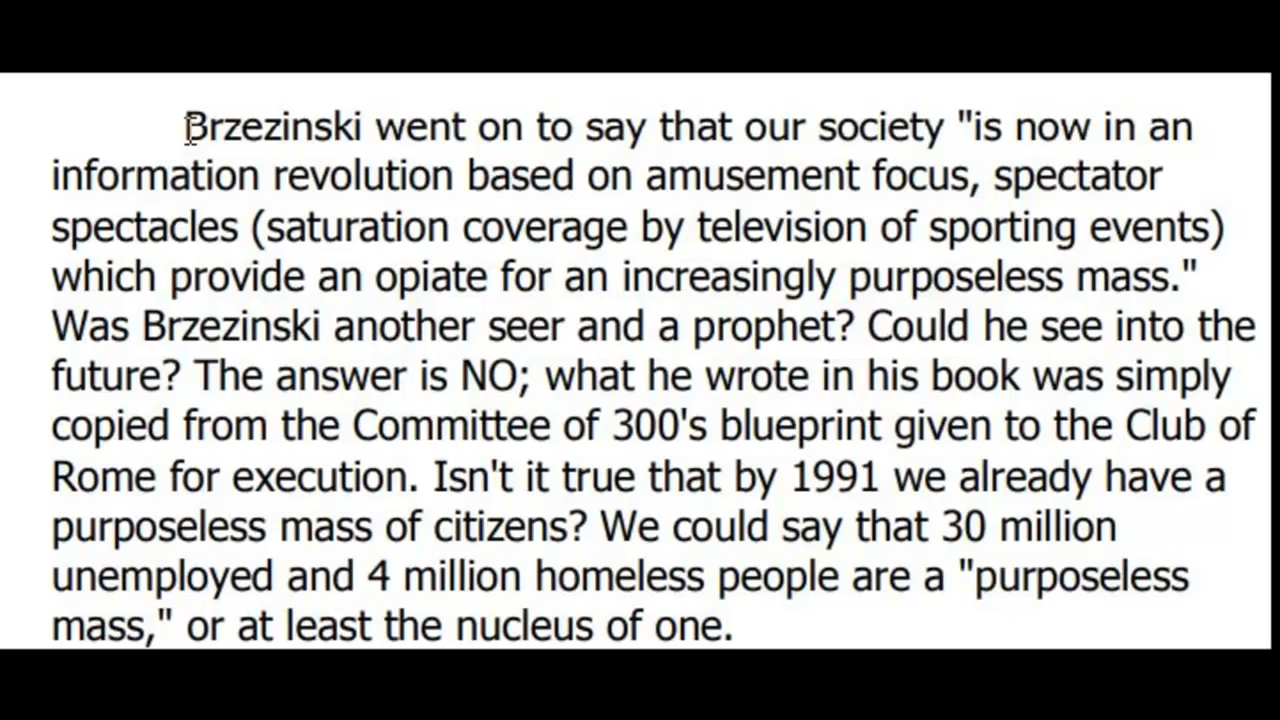 Brzezinski went on to say that our society "is now in an
information revolution based on amusement focus, spectator
spectacles (saturation coverage by television of sporting events)
which provide an opiate for an increasingly purposeless mass."
Was Brzezinski another seer and a prophet? Could he see into the
future? The answer is NO; what he wrote in his book was simply
copied from the Committee of 300's blueprint given to the Club of
Rome for execution. Isn't it true that by 1991 we already have a
purposeless mass of citizens? We could say that 30 million
unemployed and 4 million homeless people are a "purposeless
mass," or at least the nucleus of one.